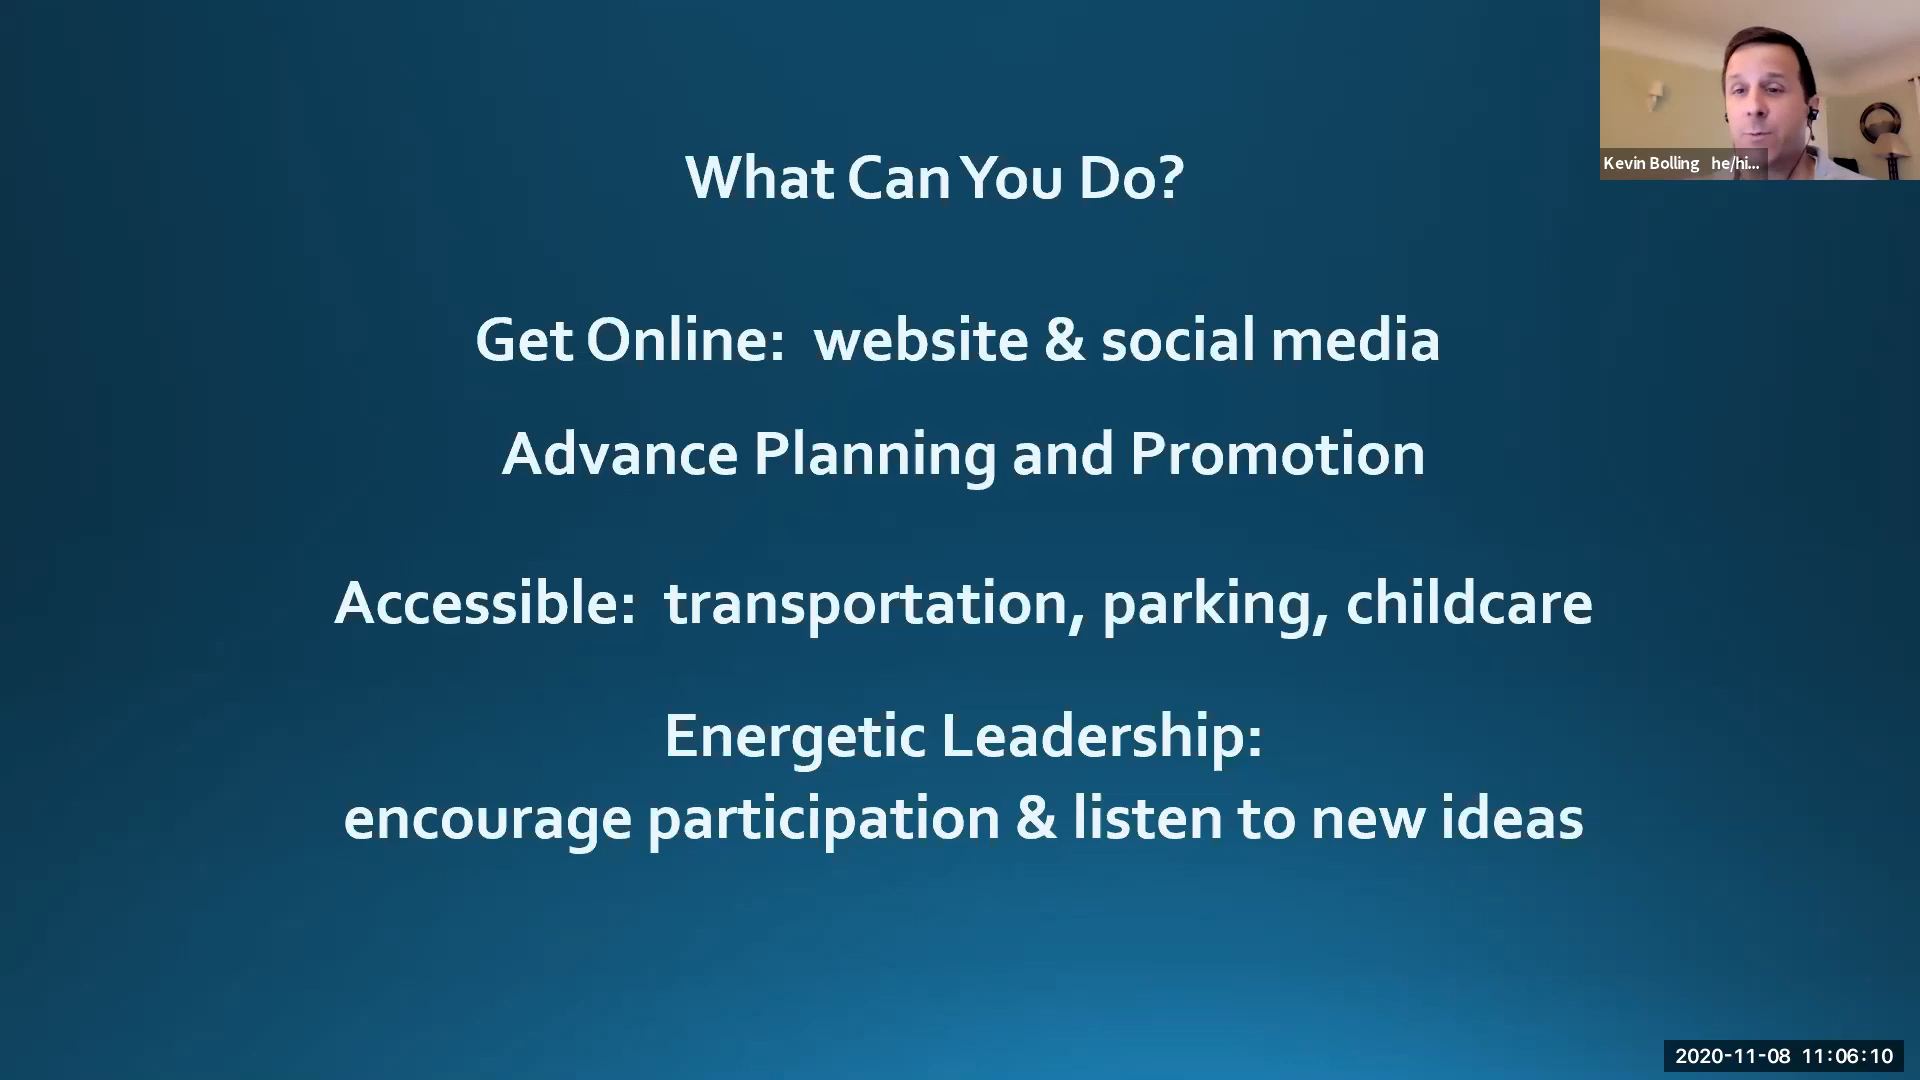 Kevin Bolling he/hi...
What Can You Do?
Get Online: website & social media
Advance Planning and Promotion
Accessible: transportation, parking, childcare
Energetic Leadership:
encourage participation & listen to new ideas
2020-11-08 11:06:10